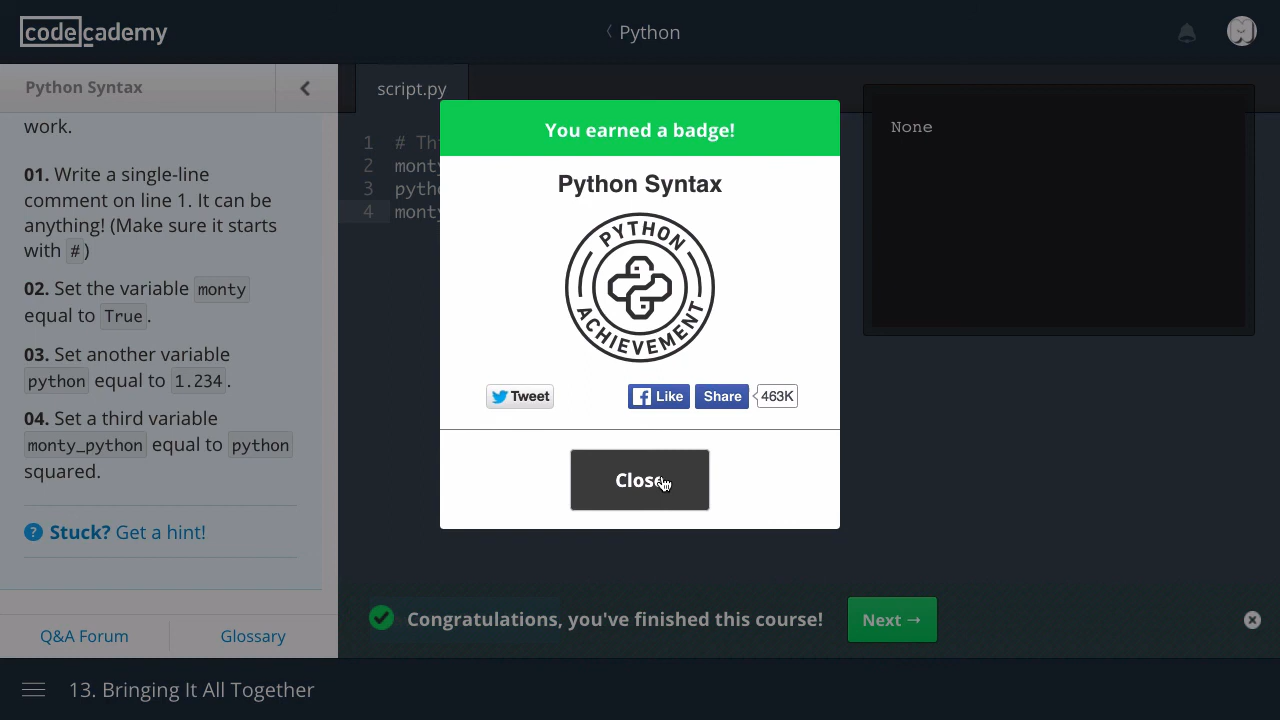 codecademy
Python
Python Syntax
script.py
work.
01. Write a single-line
comment on line 1. It can be
anything! (Make sure it starts
with #)
02. Set the variable monty
equal to True.
03. Set another variable
python equal to 1.234.
04. Set a third variable
monty_python equal to python
squared.
? Stuck? Get a hint!
Q&A Forum
Glossary
1 # Th
2 monty
3 pytho
4 monty
None
You earned a badge!
Python Syntax
PYTHON
ACHIEVEMENT
Tweet
Like
Share
463K
Close
Congratulations, you've finished this course!
Next →
13. Bringing It All Together